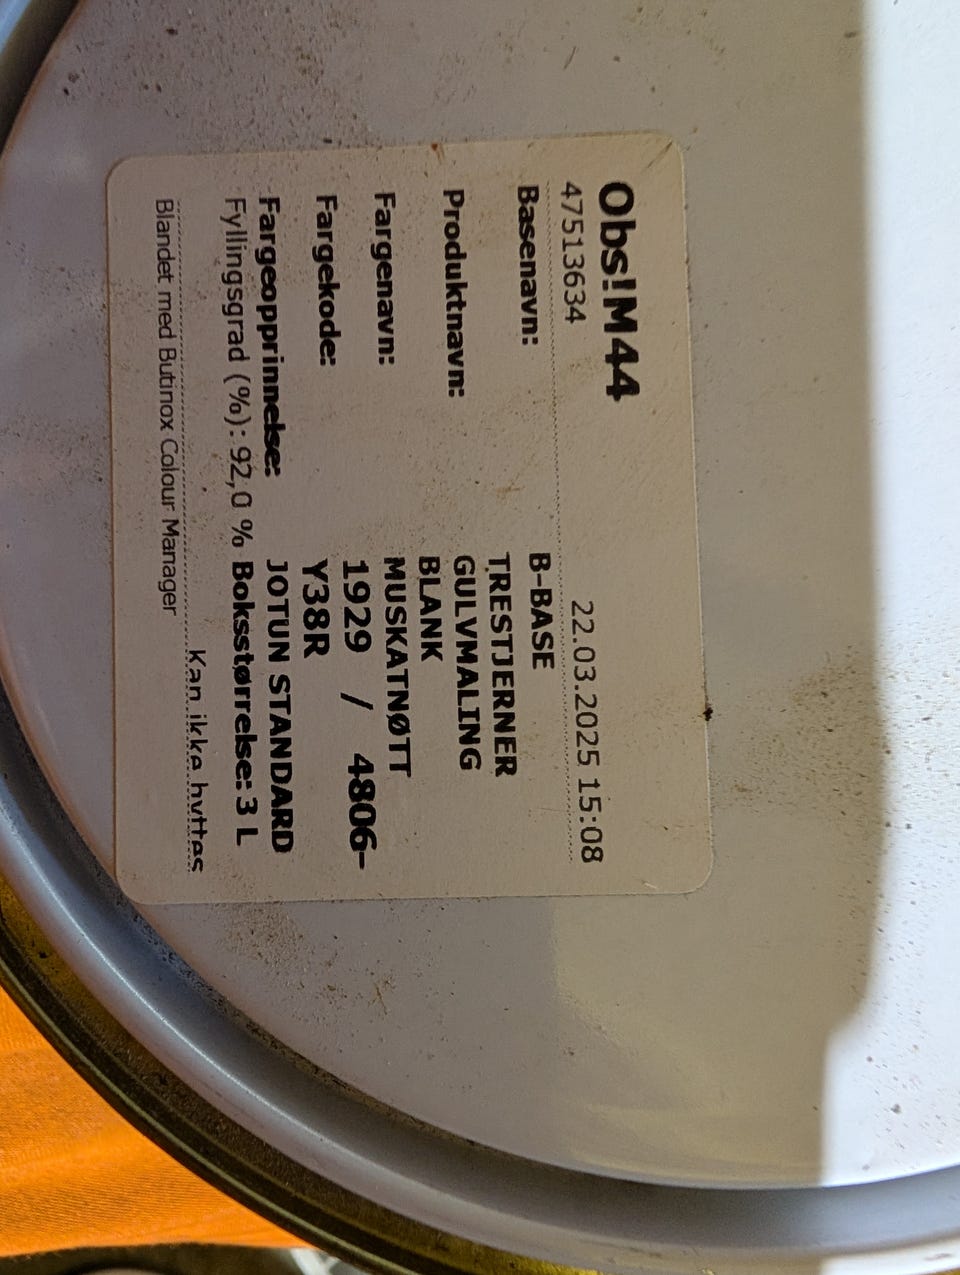 Obs!M44
47513634 22.03.2025 15:08
Basenavn: B-BASE
Produktnavn: TRESTJERNER
GULVMALING
BLANK
Fargenavn: MUSKATNØTT
Fargekode: 1929 / 4806-
Y38R
Fargeopprinnelse: JOTUN STANDARD
Fyllingsgrad (%): 92,0 % Boksstørrelse: 3 L
Kan ikke byttes
Blandet med Butinox Colour Manager